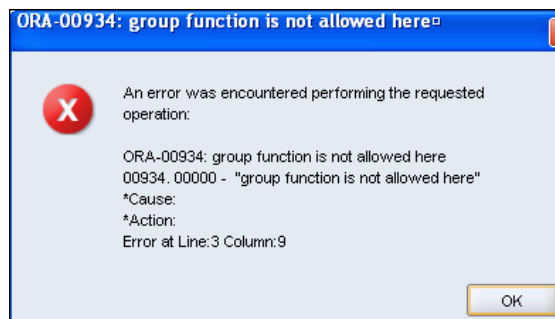 ORA-00934: group function is not allowed here¤
An error was encountered performing the requested
operation:
ORA-00934: group function is not allowed here
00934. 00000 - "group function is not allowed here"
*Cause:
*Action:
Error at Line:3 Column:9
OK